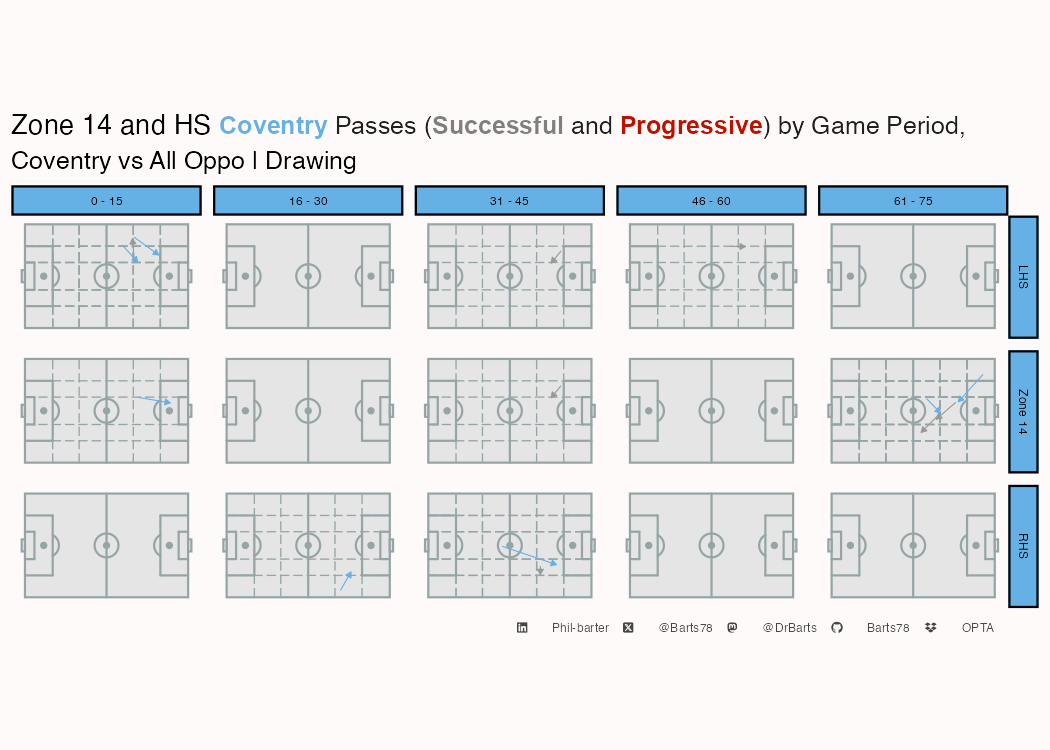 Zone 14 and HS Coventry Passes (Successful and Progressive) by Game Period,
Coventry vs All Oppo | Drawing
0 - 15 16 - 30 31 - 45 46 - 60 61 - 75
LHS
Zone 14
RHS
Phil-barter @Barts78 @DrBarts Barts78 OPTA